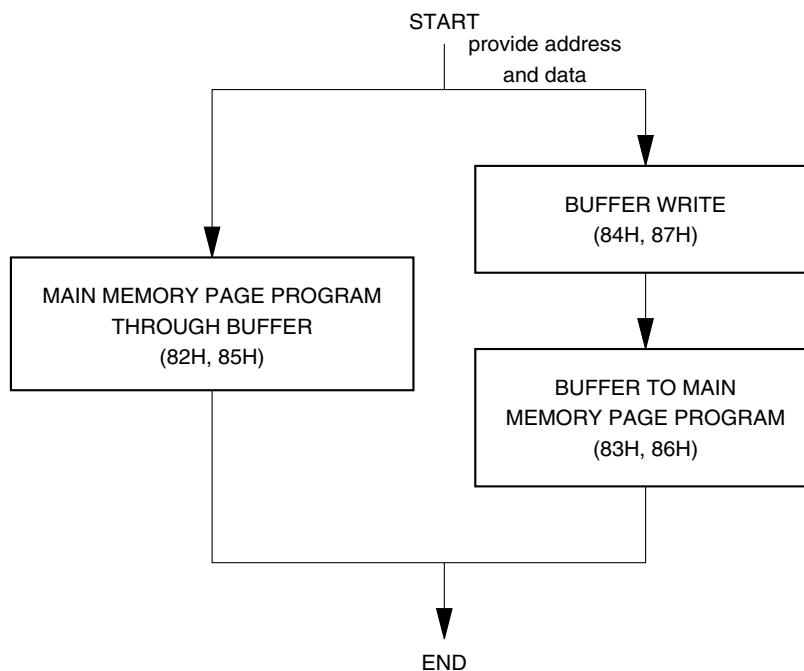 START
provide address
and data
BUFFER WRITE
(84H, 87H)
MAIN MEMORY PAGE PROGRAM
THROUGH BUFFER
(82H, 85H)
BUFFER TO MAIN
MEMORY PAGE PROGRAM
(83H, 86H)
END